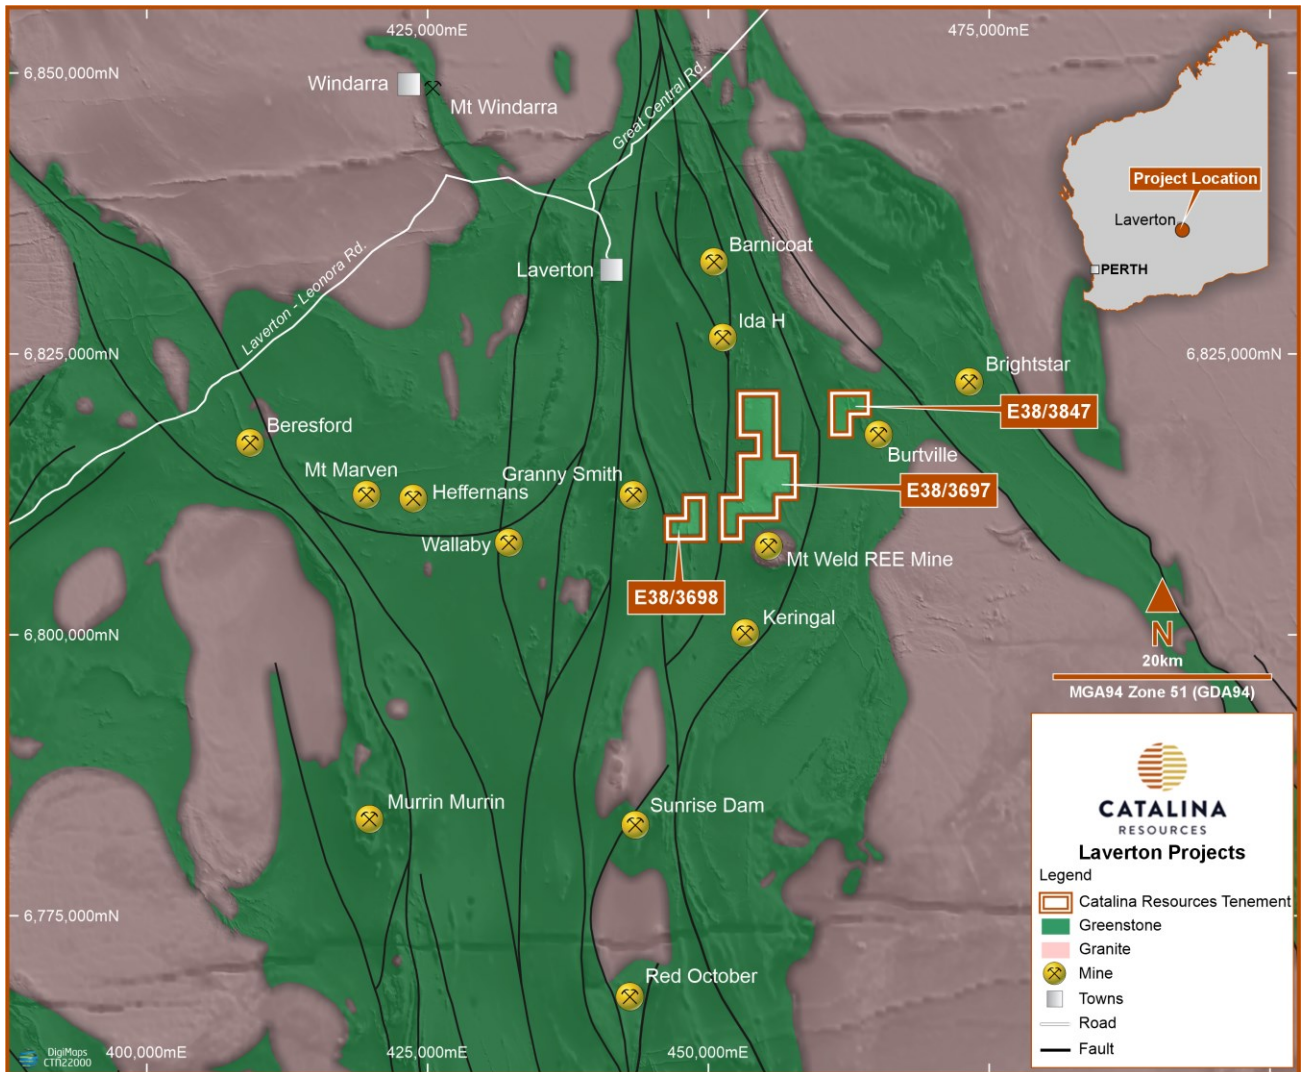 425,000mE
475,000mE
6,850,000mN
Windarra
Mt Windarra
Great Central Rd.
Project Location
Laverton
PERTH
Barnicoat
Laverton
Laverton - Leonora Rd.
Ida H
6,825,000mN
6,825,000mN
Brightstar
E38/3847
Beresford
Burtville
Mt Marven
Heffernans
Granny Smith
E38/3697
Wallaby
Mt Weld REE Mine
E38/3698
Keringal
6,800,000mN
N
20km
MGA94 Zone 51 (GDA94)
CATALINA
RESOURCES
Laverton Projects
Legend
Catalina Resources Tenement
Greenstone
Granite
Mine
Towns
Road
Fault
Murrin Murrin
Sunrise Dam
6,775,000mN
Red October
DigiMaps
CTN22000
400,000mE
425,000mE
450,000mE